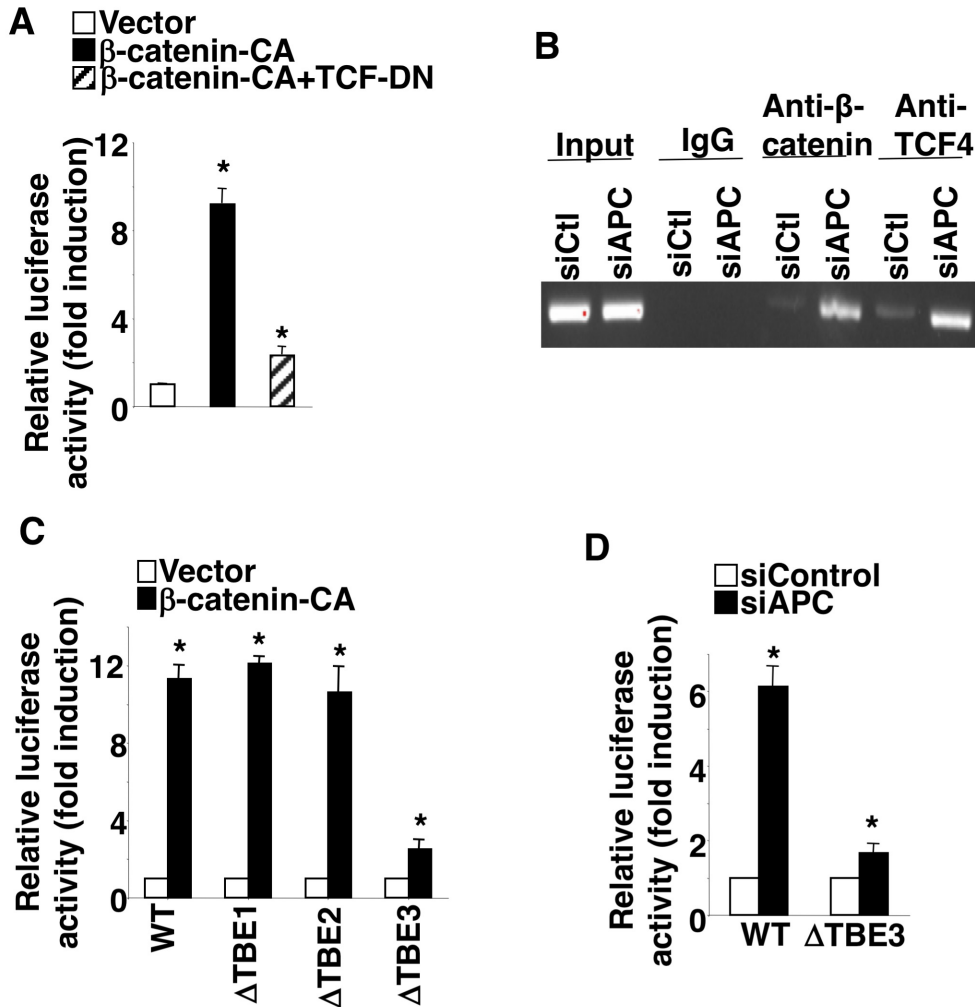 A
Vector
β-catenin-CA
β-catenin-CA+TCF-DN
Relative luciferase
activity (fold induction)
12
8
*
4
*
0
B
Input
IgG
Anti-β-
catenin
Anti-
TCF4
siCtl
siAPC
siCtl
siAPC
siCtl
siAPC
siCtl
siAPC
C
Vector
β-catenin-CA
Relative luciferase
activity (fold induction)
12
8
4
0
*
*
*
*
WT
ΔTBE1
ΔTBE2
ΔTBE3
D
siControl
siAPC
Relative luciferase
activity (fold induction)
6
4
2
0
*
*
WT
ΔTBE3